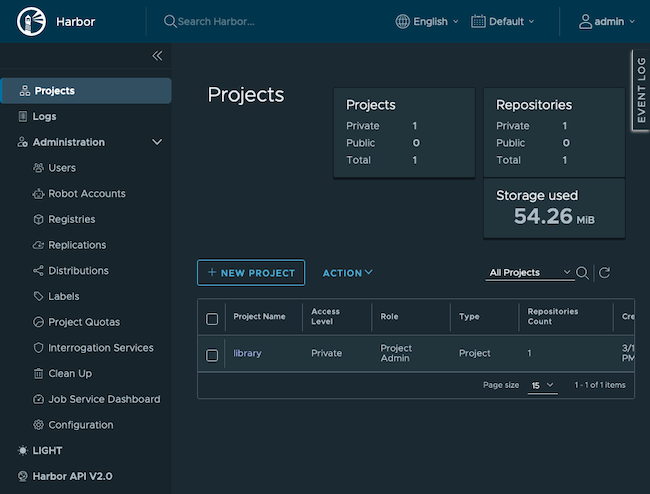 Harbor
Search Harbor...
English
Default
admin
EVENT LOG
Projects
Logs
Administration
Users
Robot Accounts
Registries
Replications
Distributions
Labels
Project Quotas
Interrogation Services
Clean Up
Job Service Dashboard
Configuration
LIGHT
Harbor API V2.0
Projects
Projects
Private 1
Public 0
Total 1
Repositories
Private 1
Public 0
Total 1
Storage used
54.26 MiB
+ NEW PROJECT
ACTION
All Projects
Project Name Access Level Role Type Repositories Count Cre
library Private Project Admin Project 1 3/1 PM
Page size 15 1 - 1 of 1 items